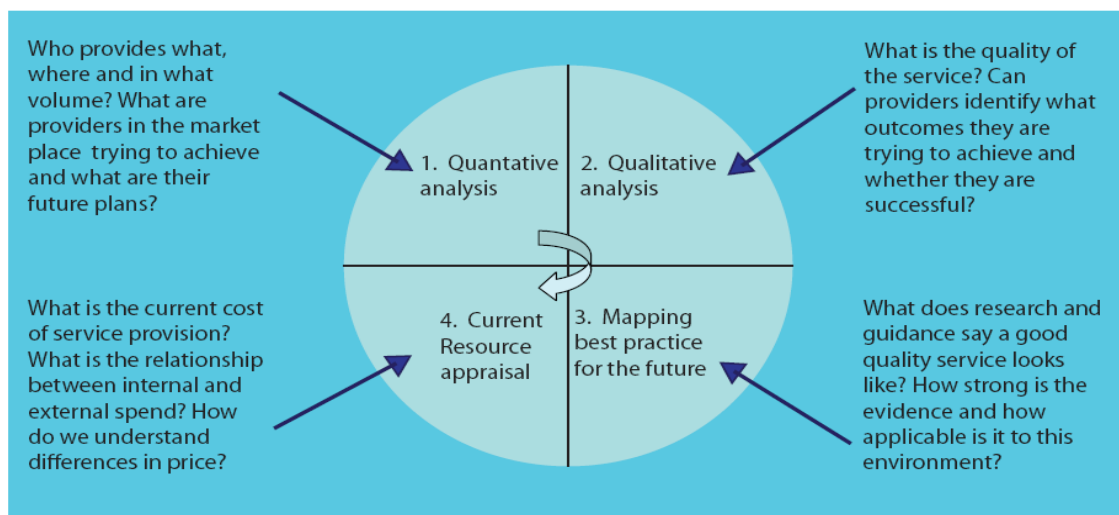 Who provides what,
where and in what
volume? What are
providers in the market
place trying to achieve
and what are their
future plans?
What is the quality of
the service? Can
providers identify what
outcomes they are
trying to achieve and
whether they are
successful?
1. Quantative
analysis
2. Qualitative
analysis
4. Current
Resource
appraisal
3. Mapping
best practice
for the future
What is the current cost
of service provision?
What is the relationship
between internal and
external spend? How
do we understand
differences in price?
What does research and
guidance say a good
quality service looks
like? How strong is the
evidence and how
applicable is it to this
environment?